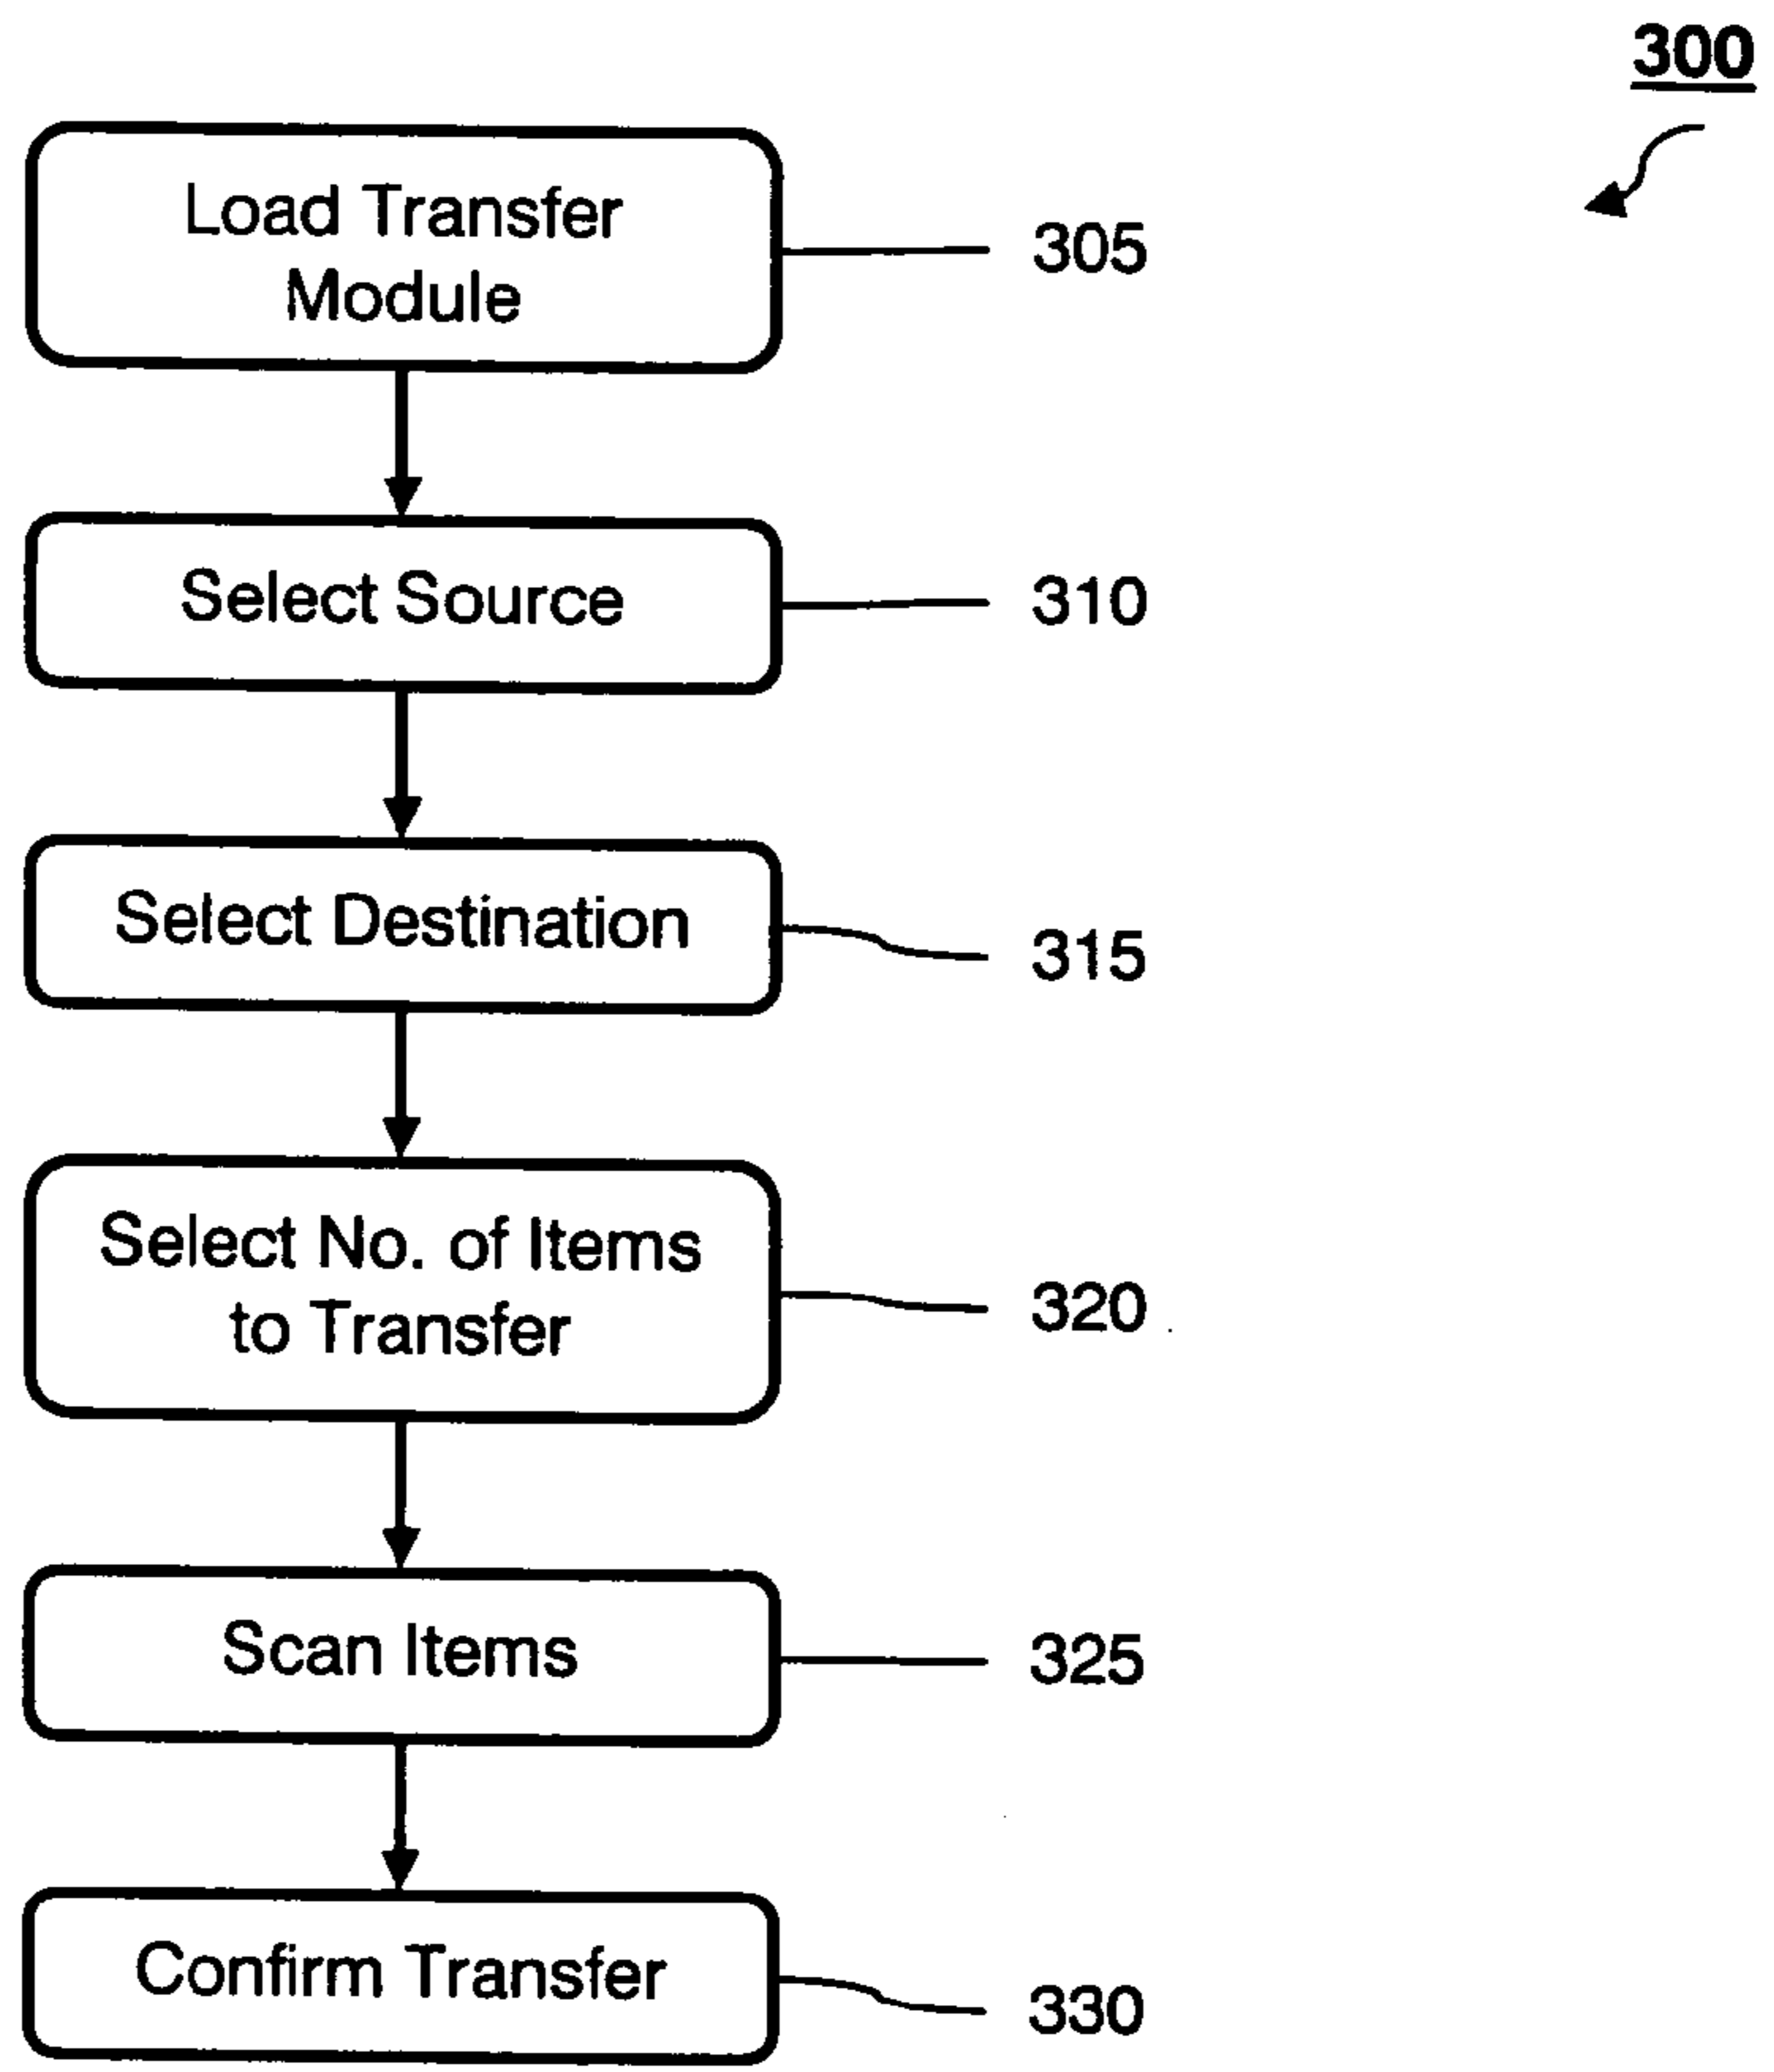 300
Load Transfer
Module
305
Select Source
310
Select Destination
315
Select No. of Items
to Transfer
320
Scan Items
325
Confirm Transfer
330